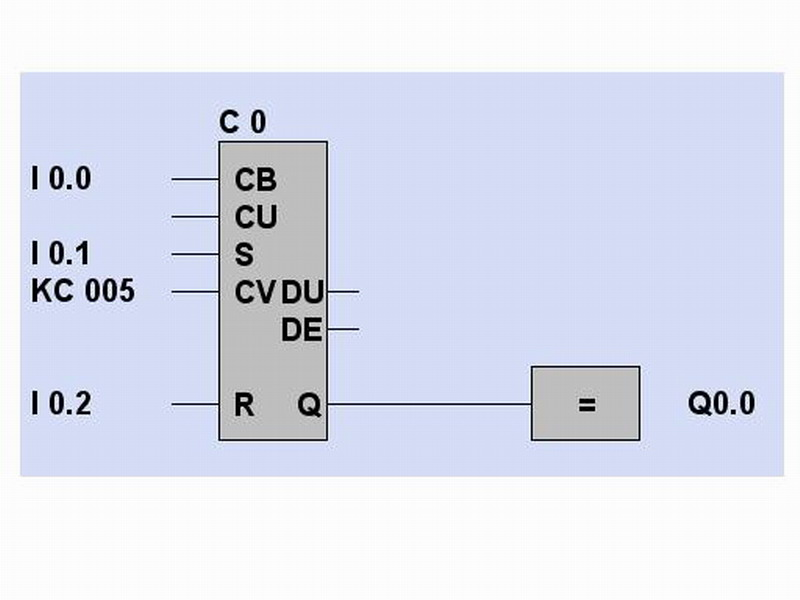 C 0
I 0.0 CB
CU
I 0.1 S
KC 005 CV DU
DE
I 0.2 R Q = Q0.0